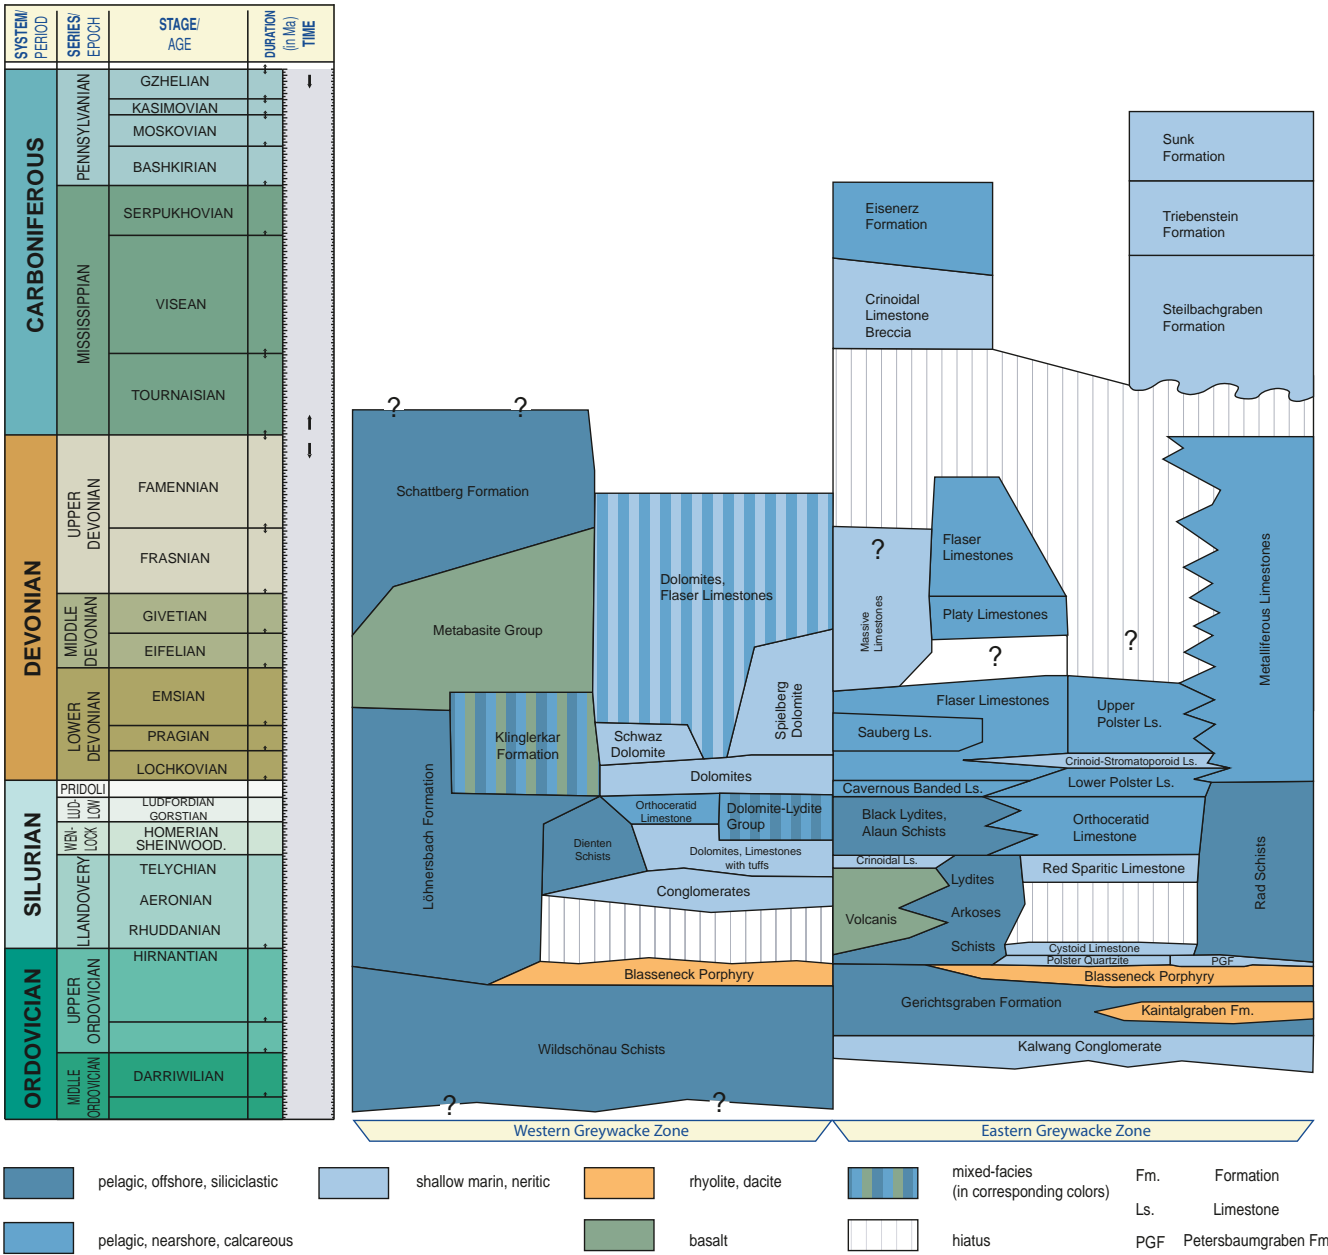 SYSTEM/
PERIOD
SERIES/
EPOCH
STAGE/
AGE
DURATION
(in Ma)
TIME
CARBONIFEROUS
DEVONIAN
SILURIAN
ORDOVICIAN
PENNSYLVANIAN
MISSISSIPPIAN
UPPER
DEVONIAN
MIDDLE
DEVONIAN
LOWER
DEVONIAN
PRIDOLI
LUD-
LOW
WEN-
LOCK
LLANDOVERY
UPPER
ORDOVICIAN
MIDLLE
ORDOVICIAN
GZHELIAN
KASIMOVIAN
MOSKOVIAN
BASHKIRIAN
SERPUKHOVIAN
VISEAN
TOURNAISIAN
FAMENNIAN
FRASNIAN
GIVETIAN
EIFELIAN
EMSIAN
PRAGIAN
LOCHKOVIAN
LUDFORDIAN
GORSTIAN
HOMERIAN
SHEINWOOD.
TELYCHIAN
AERONIAN
RHUDDANIAN
HIRNANTIAN
DARRIWILIAN
? ?
Schattberg Formation
Metabasite Group
Klinglerkar
Formation
Löhnersbach Formation
Dolomites,
Flaser Limestones
Spielberg
Dolomite
Schwaz
Dolomite
Dolomites
Orthoceratid
Limestone
Dolomite-Lydite
Group
Dienten
Schists
Dolomites, Limestones
with tuffs
Conglomerates
Blasseneck Porphyry
Wildschönau Schists
? ?
Eisenerz
Formation
Crinoidal
Limestone
Breccia
Sunk
Formation
Triebenstein
Formation
Steilbachgraben
Formation
?
Massive
Limestones
Flaser
Limestones
Platy Limestones
?
?
Metalliferous Limestones
Flaser Limestones
Sauberg Ls.
Upper
Polster Ls.
Crinoid-Stromatoporoid Ls.
Cavernous Banded Ls.
Lower Polster Ls.
Black Lydites,
Alaun Schists
Orthoceratid
Limestone
Crinoidal Ls.
Lydites
Red Sparitic Limestone
Volcanis
Arkoses
Schists
Rad Schists
Cystoid Limestone
Polster Quartzite
PGF
Blasseneck Porphyry
Gerichtsgraben Formation
Kaintalgraben Fm.
Kalwang Conglomerate
Western Greywacke Zone
Eastern Greywacke Zone
pelagic, offshore, siliciclastic
shallow marin, neritic
rhyolite, dacite
mixed-facies
(in corresponding colors)
Fm. Formation
Ls. Limestone
pelagic, nearshore, calcareous
basalt
hiatus
PGF Petersbaumgraben Fm